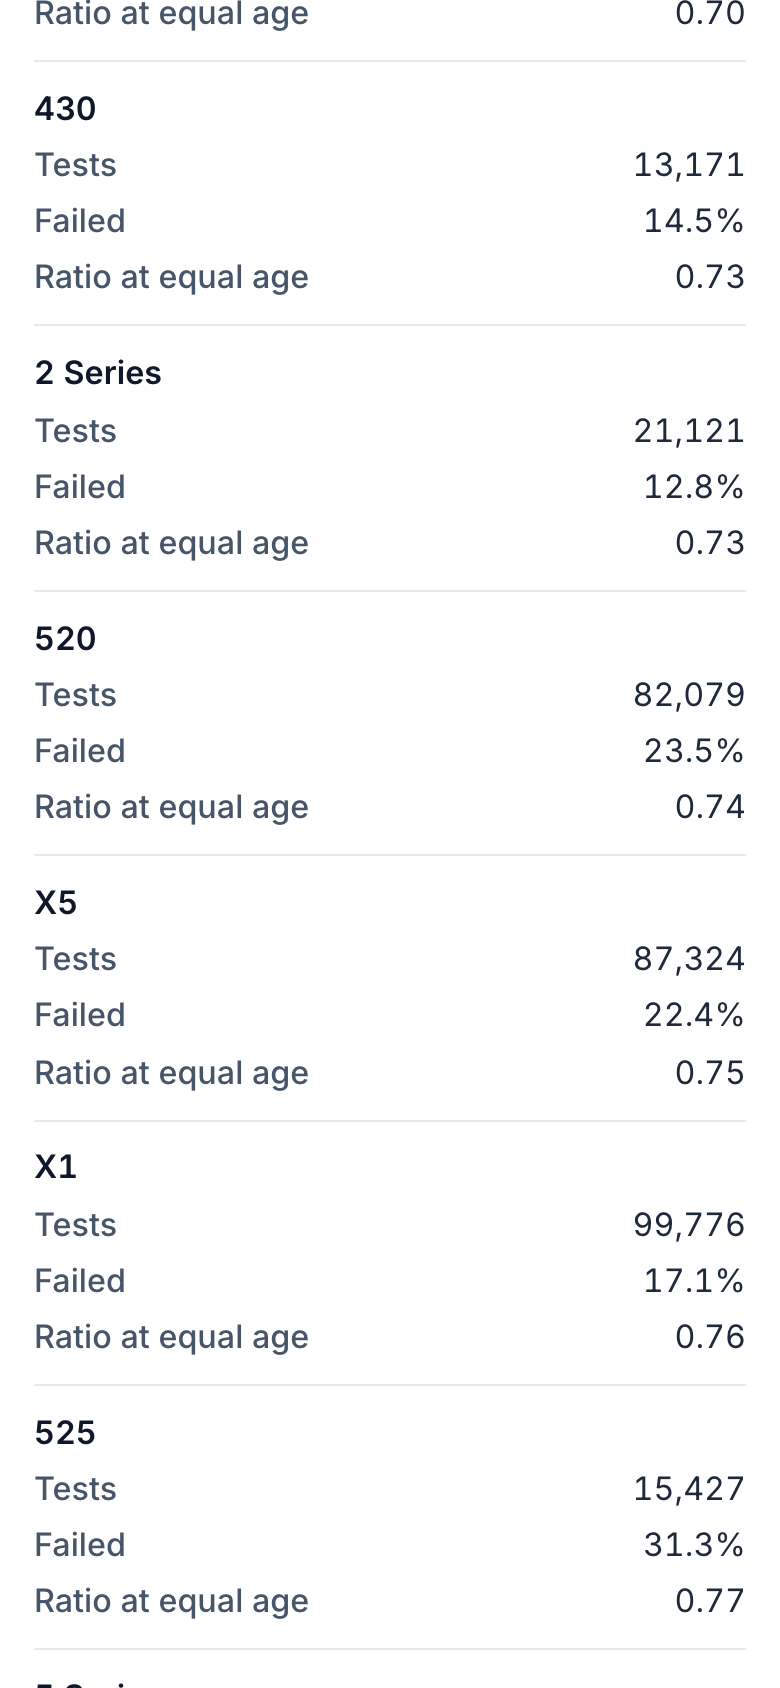 Ratio at equal age 0.70
430
Tests 13,171
Failed 14.5%
Ratio at equal age 0.73
2 Series
Tests 21,121
Failed 12.8%
Ratio at equal age 0.73
520
Tests 82,079
Failed 23.5%
Ratio at equal age 0.74
X5
Tests 87,324
Failed 22.4%
Ratio at equal age 0.75
X1
Tests 99,776
Failed 17.1%
Ratio at equal age 0.76
525
Tests 15,427
Failed 31.3%
Ratio at equal age 0.77